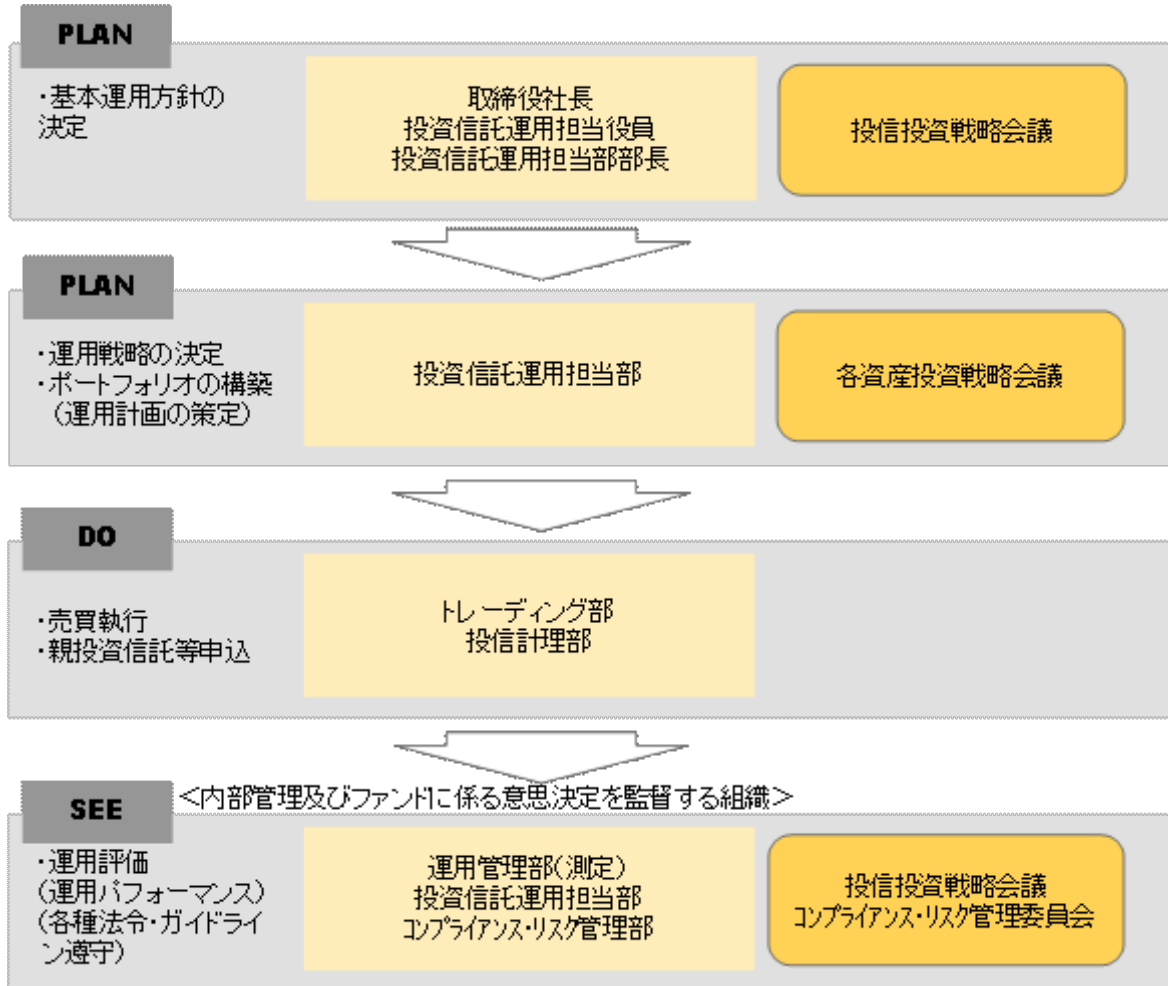 PLAN
・基本運用方針の
決定
取締役社長
投資信託運用担当役員
投資信託運用担当部部長
投信投資戦略会議
PLAN
・運用戦略の決定
・ポートフォリオの構築
(運用計画の策定)
投資信託運用担当部
各資産投資戦略会議
DO
・売買執行
・親投資信託等申込
トレーディング部
投信計理部
SEE
＜内部管理及びファンドに係る意思決定を監督する組織＞
・運用評価
(運用パフォーマンス)
(各種法令・ガイドライ
ン遵守)
運用管理部(測定)
投資信託運用担当部
コンプライアンス・リスク管理部
投信投資戦略会議
コンプライアンス・リスク管理委員会